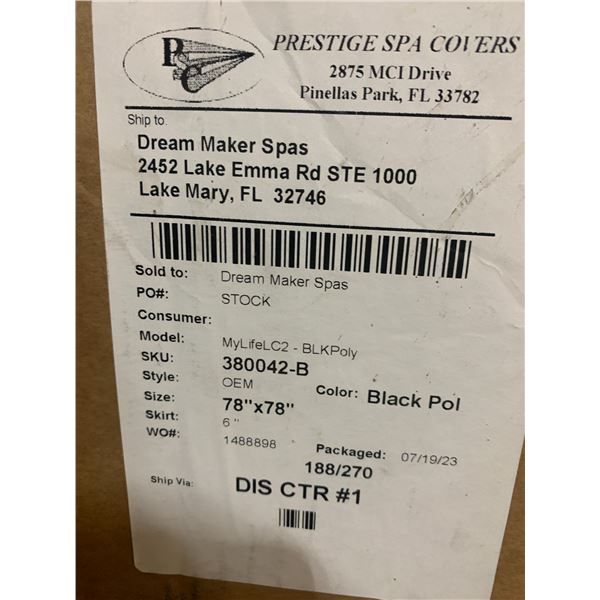 PSC
PRESTIGE SPA COVERS
2875 MCI Drive
Pinellas Park, FL 33782
Ship to
Dream Maker Spas
2452 Lake Emma Rd STE 1000
Lake Mary, FL 32746
Sold to: Dream Maker Spas
PO#: STOCK
Consumer:
Model: MyLifeLC2 - BLKPoly
SKU: 380042-B
Style: OEM Color: Black Pol
Size: 78"x78"
Skirt: 6 "
WO#: 1488898 Packaged: 07/19/23
188/270
Ship Via: DIS CTR #1